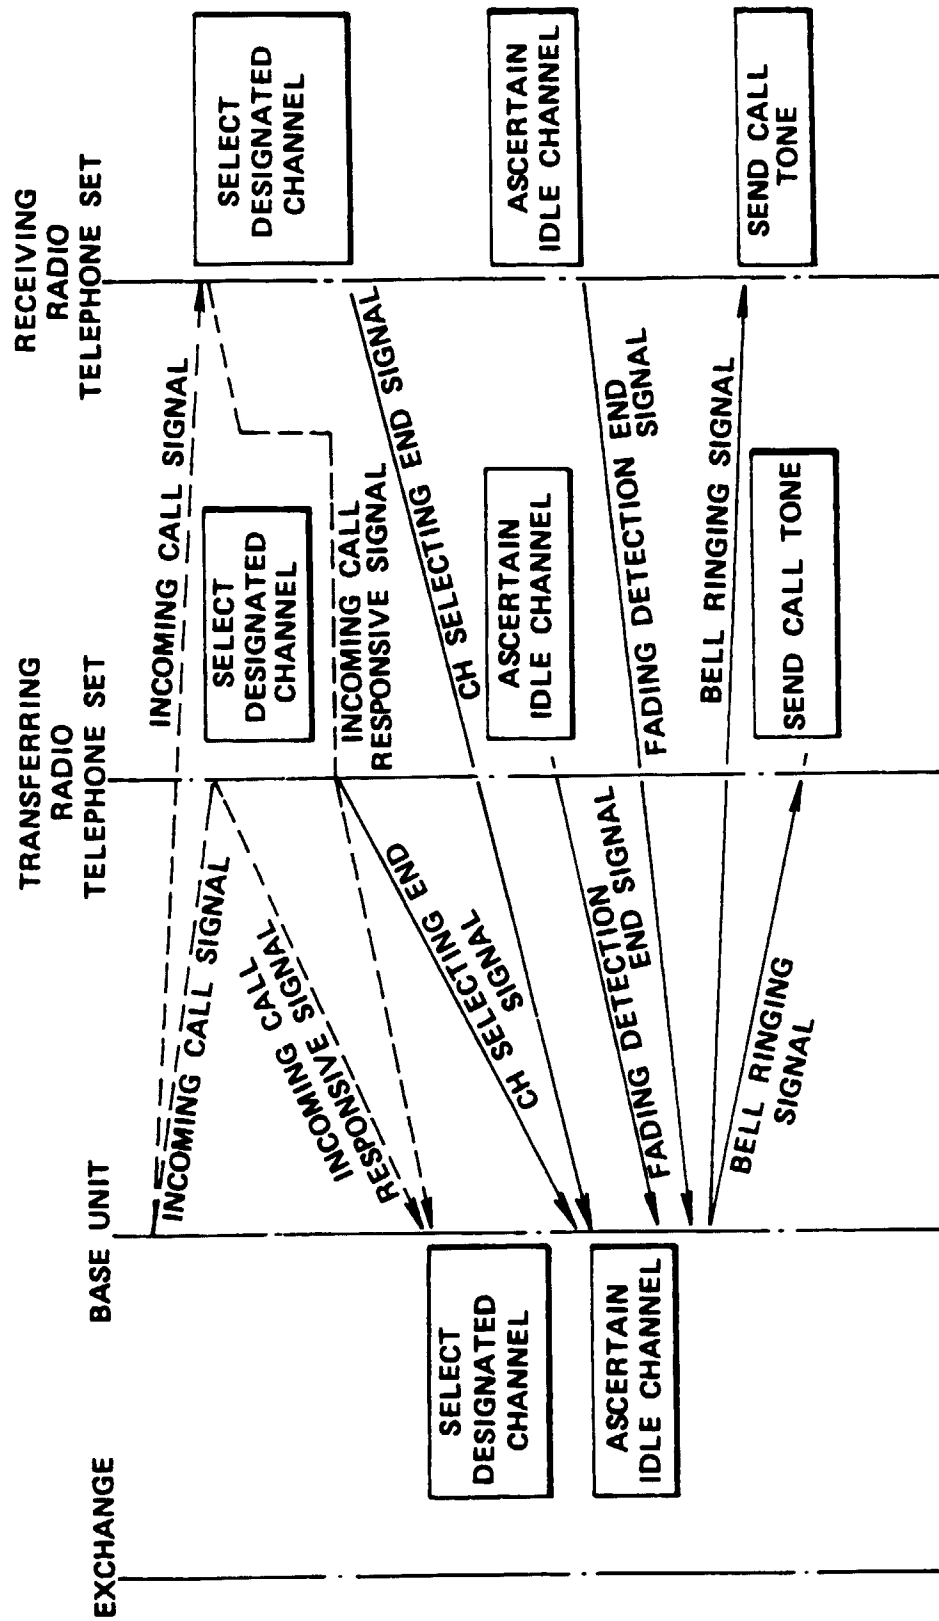 EXCHANGE
BASE UNIT
TRANSFERRING
RADIO
TELEPHONE SET
RECEIVING
RADIO
TELEPHONE SET
INCOMING CALL SIGNAL
INCOMING CALL SIGNAL
SELECT
DESIGNATED
CHANNEL
SELECT
DESIGNATED
CHANNEL
INCOMING CALL
RESPONSIVE SIGNAL
INCOMING CALL
RESPONSIVE SIGNAL
SELECT
DESIGNATED
CHANNEL
CH SELECTING END
SIGNAL
CH SELECTING END SIGNAL
ASCERTAIN
IDLE CHANNEL
ASCERTAIN
IDLE CHANNEL
ASCERTAIN
IDLE CHANNEL
FADING DETECTION
END SIGNAL
FADING DETECTION END
SIGNAL
BELL RINGING SIGNAL
BELL RINGING
SIGNAL
SEND CALL TONE
SEND CALL
TONE